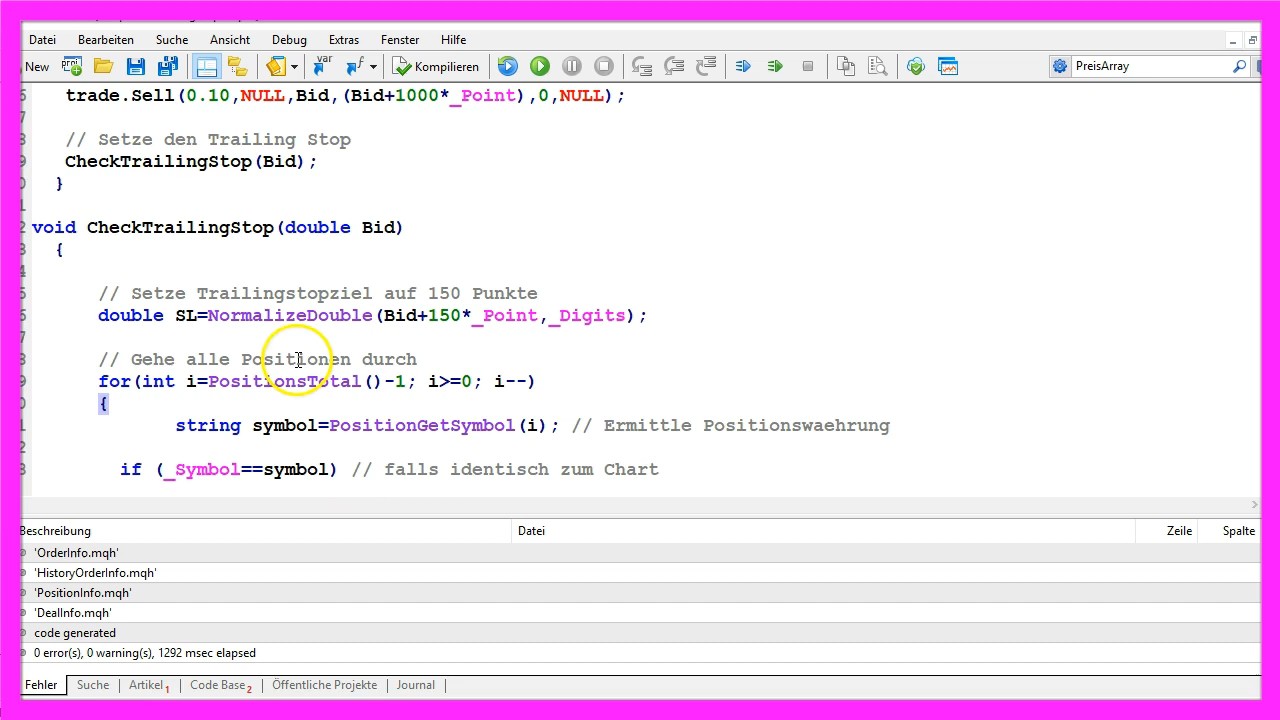 Datei Bearbeiten Suche Ansicht Debug Extras Fenster Hilfe
New Kompilieren PreisArray
trade.Sell(0.10,NULL,Bid,(Bid+1000*_Point),0,NULL);
// Setze den Trailing Stop
CheckTrailingStop(Bid);
}
void CheckTrailingStop(double Bid)
{
// Setze Trailingstopziel auf 150 Punkte
double SL=NormalizeDouble(Bid+150*_Point,_Digits);
// Gehe alle Positionen durch
for(int i=PositionsTotal()-1; i>=0; i--)
{
string symbol=PositionGetSymbol(i); // Ermittle Positionswaehrung
if (_Symbol==symbol) // falls identisch zum Chart
Beschreibung Datei Zeile Spalte
'OrderInfo.mqh'
'HistoryOrderInfo.mqh'
'PositionInfo.mqh'
'DealInfo.mqh'
code generated
0 error(s), 0 warning(s), 1292 msec elapsed
Fehler Suche Artikel 1 Code Base 2 Öffentliche Projekte Journal